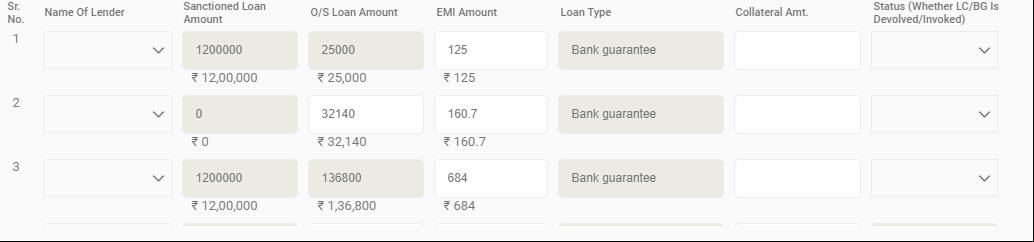 Sr. No. Name Of Lender Sanctioned Loan Amount O/S Loan Amount EMI Amount Loan Type Collateral Amt. Status (Whether LC/BG Is Devolved/Invoked)
1 1200000 25000 125 Bank guarantee
₹ 12,00,000 ₹ 25,000 ₹ 125
2 0 32140 160.7 Bank guarantee
₹ 0 ₹ 32,140 ₹ 160.7
3 1200000 136800 684 Bank guarantee
₹ 12,00,000 ₹ 1,36,800 ₹ 684